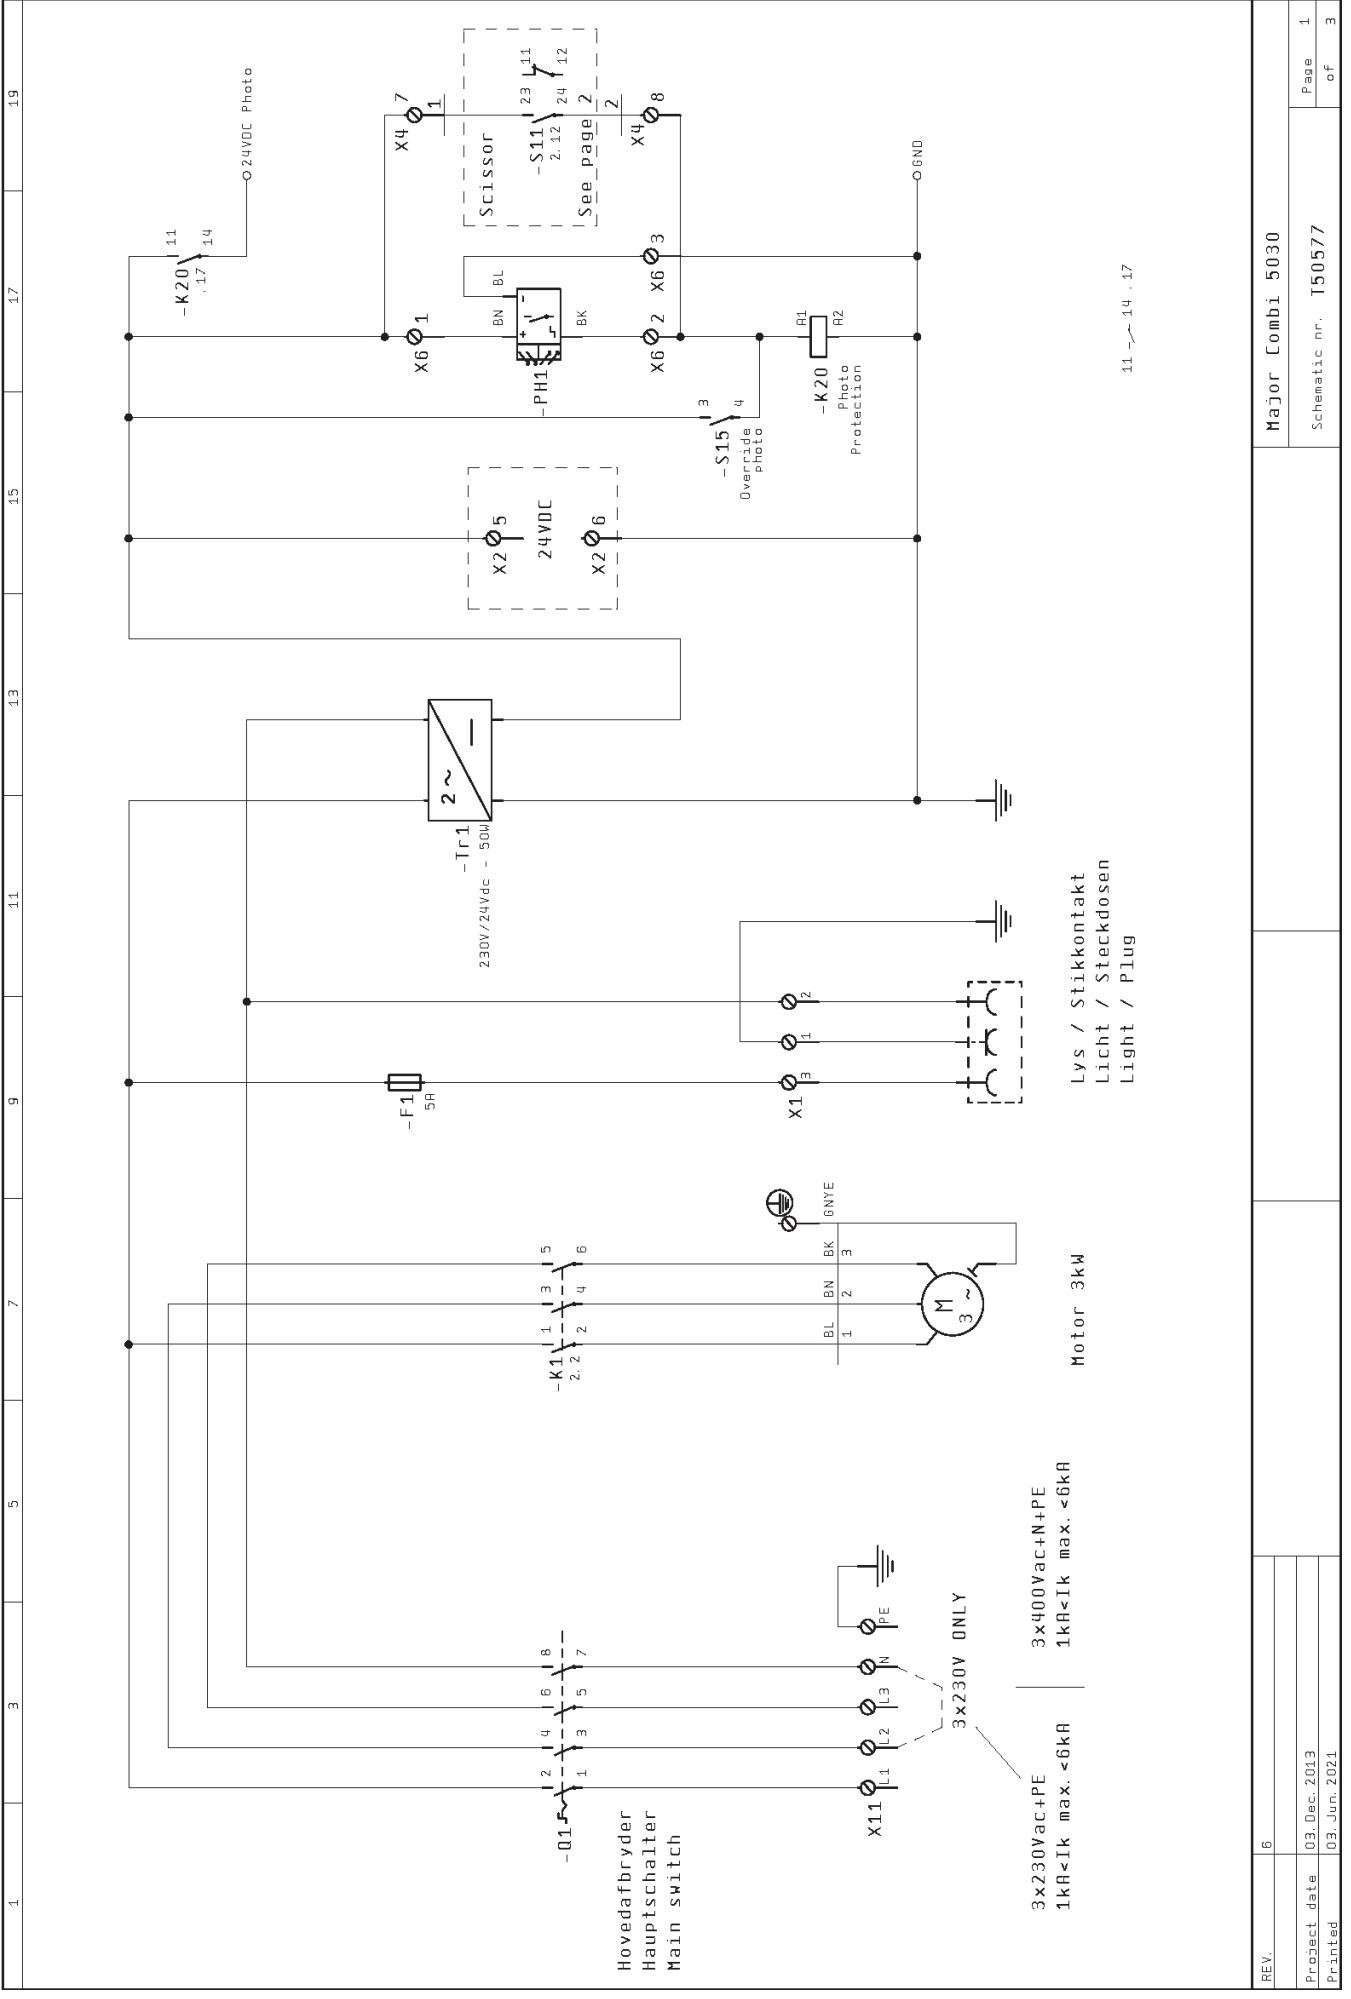 1 3 5 7 9 11 13 15 17 19
-Q1
2 4 6 8
1 3 5 7
Hovedafbryder
Hauptschalter
Main switch
X11
L1 L2 L3 N PE
3x230V ONLY
3x230Vac+PE
1kA<Ik max. <6kA
3x400Vac+N+PE
1kA<Ik max. <6kA
-K1
2.2
1 3 5
2 4 6
BL BN BK GNYE
1 2 3
M
3 ~
Motor 3kW
-F1
5A
X1
3 1 2
Lys / Stikkontakt
Licht / Steckdosen
Light / Plug
-Tr1
230V/24Vdc - 50W
2 ~
X2 5
24VDC
X2 6
-S15
3
4
Override
photo
-K20
.17
11
14
24VDC Photo
X6 1
BN
BL
-PH1
+
-
BK
X6 2
X6 3
-K20
A1
A2
Photo
Protection
X4 7
1
Scissor
-S11
2.12
23
24
11
12
See page 2
2
X4 8
GND
11 14 .17
REV. 6
Project date 03. Dec. 2013
Printed 03. Jun. 2021
Major Combi 5030
Schematic nr. T50577
Page 1
of 3